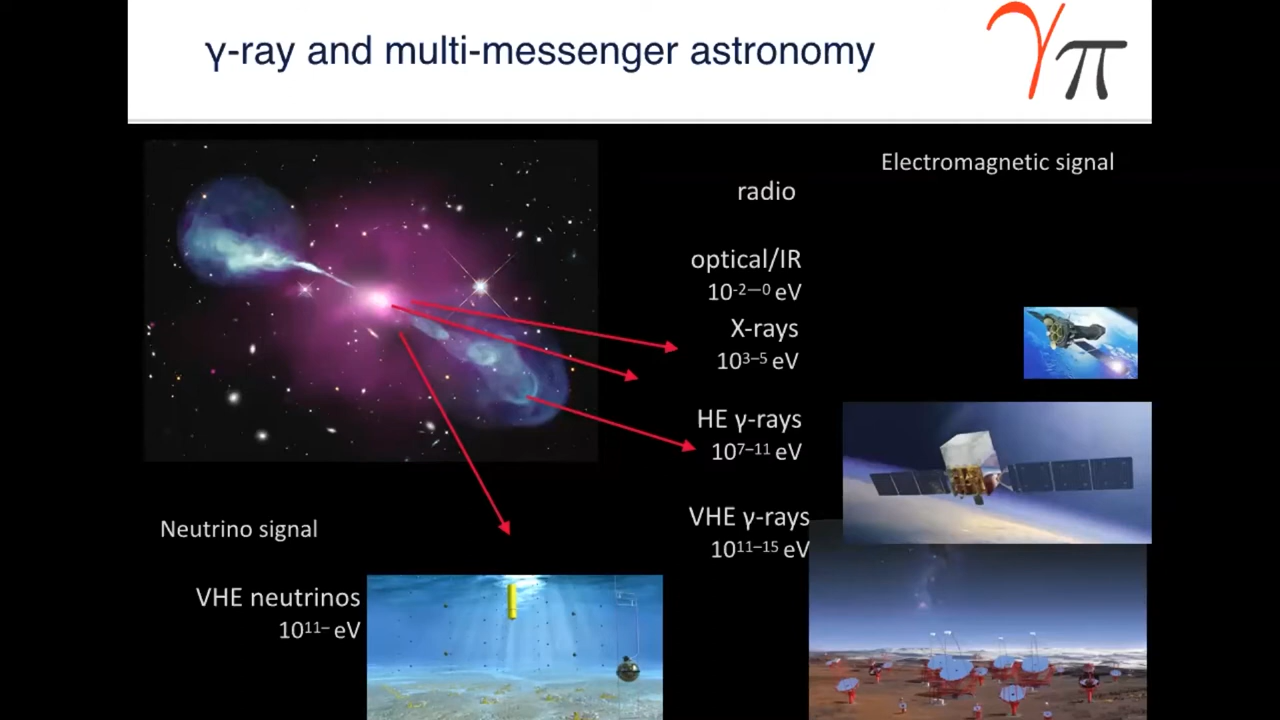 γ-ray and multi-messenger astronomy
γπ
Electromagnetic signal
radio
optical/IR
10⁻²⁻⁰ eV
X-rays
10³⁻⁵ eV
HE γ-rays
10⁷⁻¹¹ eV
VHE γ-rays
10¹¹⁻¹⁵ eV
Neutrino signal
VHE neutrinos
10¹¹⁻ eV